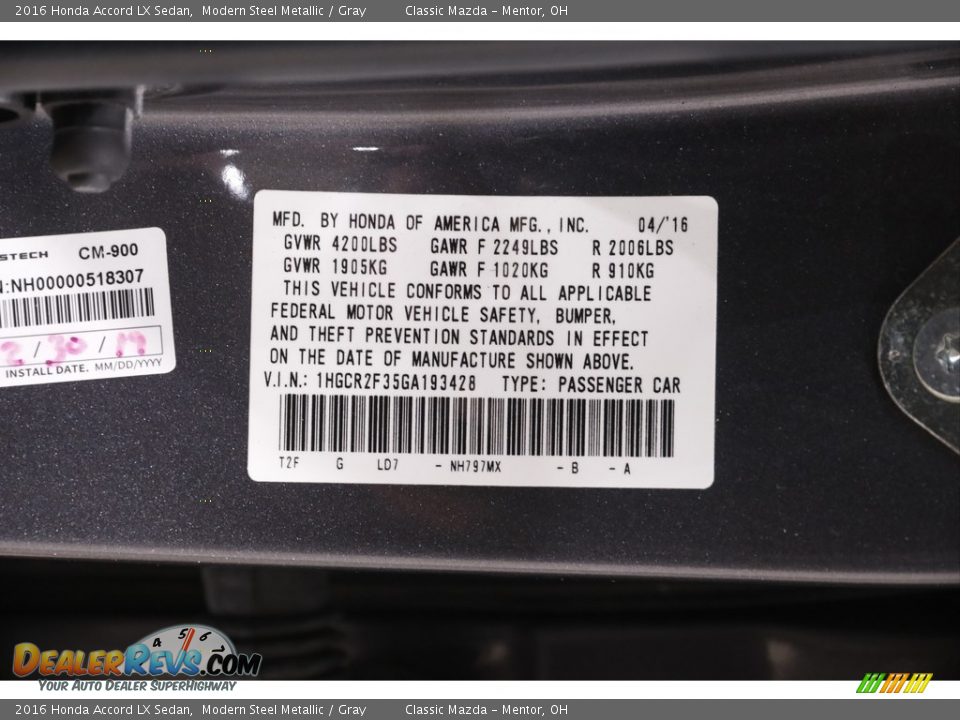 2016 Honda Accord LX Sedan, Modern Steel Metallic / Gray Classic Mazda - Mentor, OH
MFD. BY HONDA OF AMERICA MFG., INC. 04/'16
GVWR 4200LBS GAWR F 2249LBS R 2006LBS
GVWR 1905KG GAWR F 1020KG R 910KG
THIS VEHICLE CONFORMS TO ALL APPLICABLE
FEDERAL MOTOR VEHICLE SAFETY, BUMPER,
AND THEFT PREVENTION STANDARDS IN EFFECT
ON THE DATE OF MANUFACTURE SHOWN ABOVE.
V.I.N.: 1HGCR2F35GA193428 TYPE: PASSENGER CAR
T2F G LD7 - NH797MX - B - A
STECH CM-900
N:NH00000518307
INSTALL DATE. MM/DD/YYYY
4 5 6
DEALERREVS.COM
YOUR AUTO DEALER SUPERHIGHWAY
2016 Honda Accord LX Sedan, Modern Steel Metallic / Gray Classic Mazda - Mentor, OH